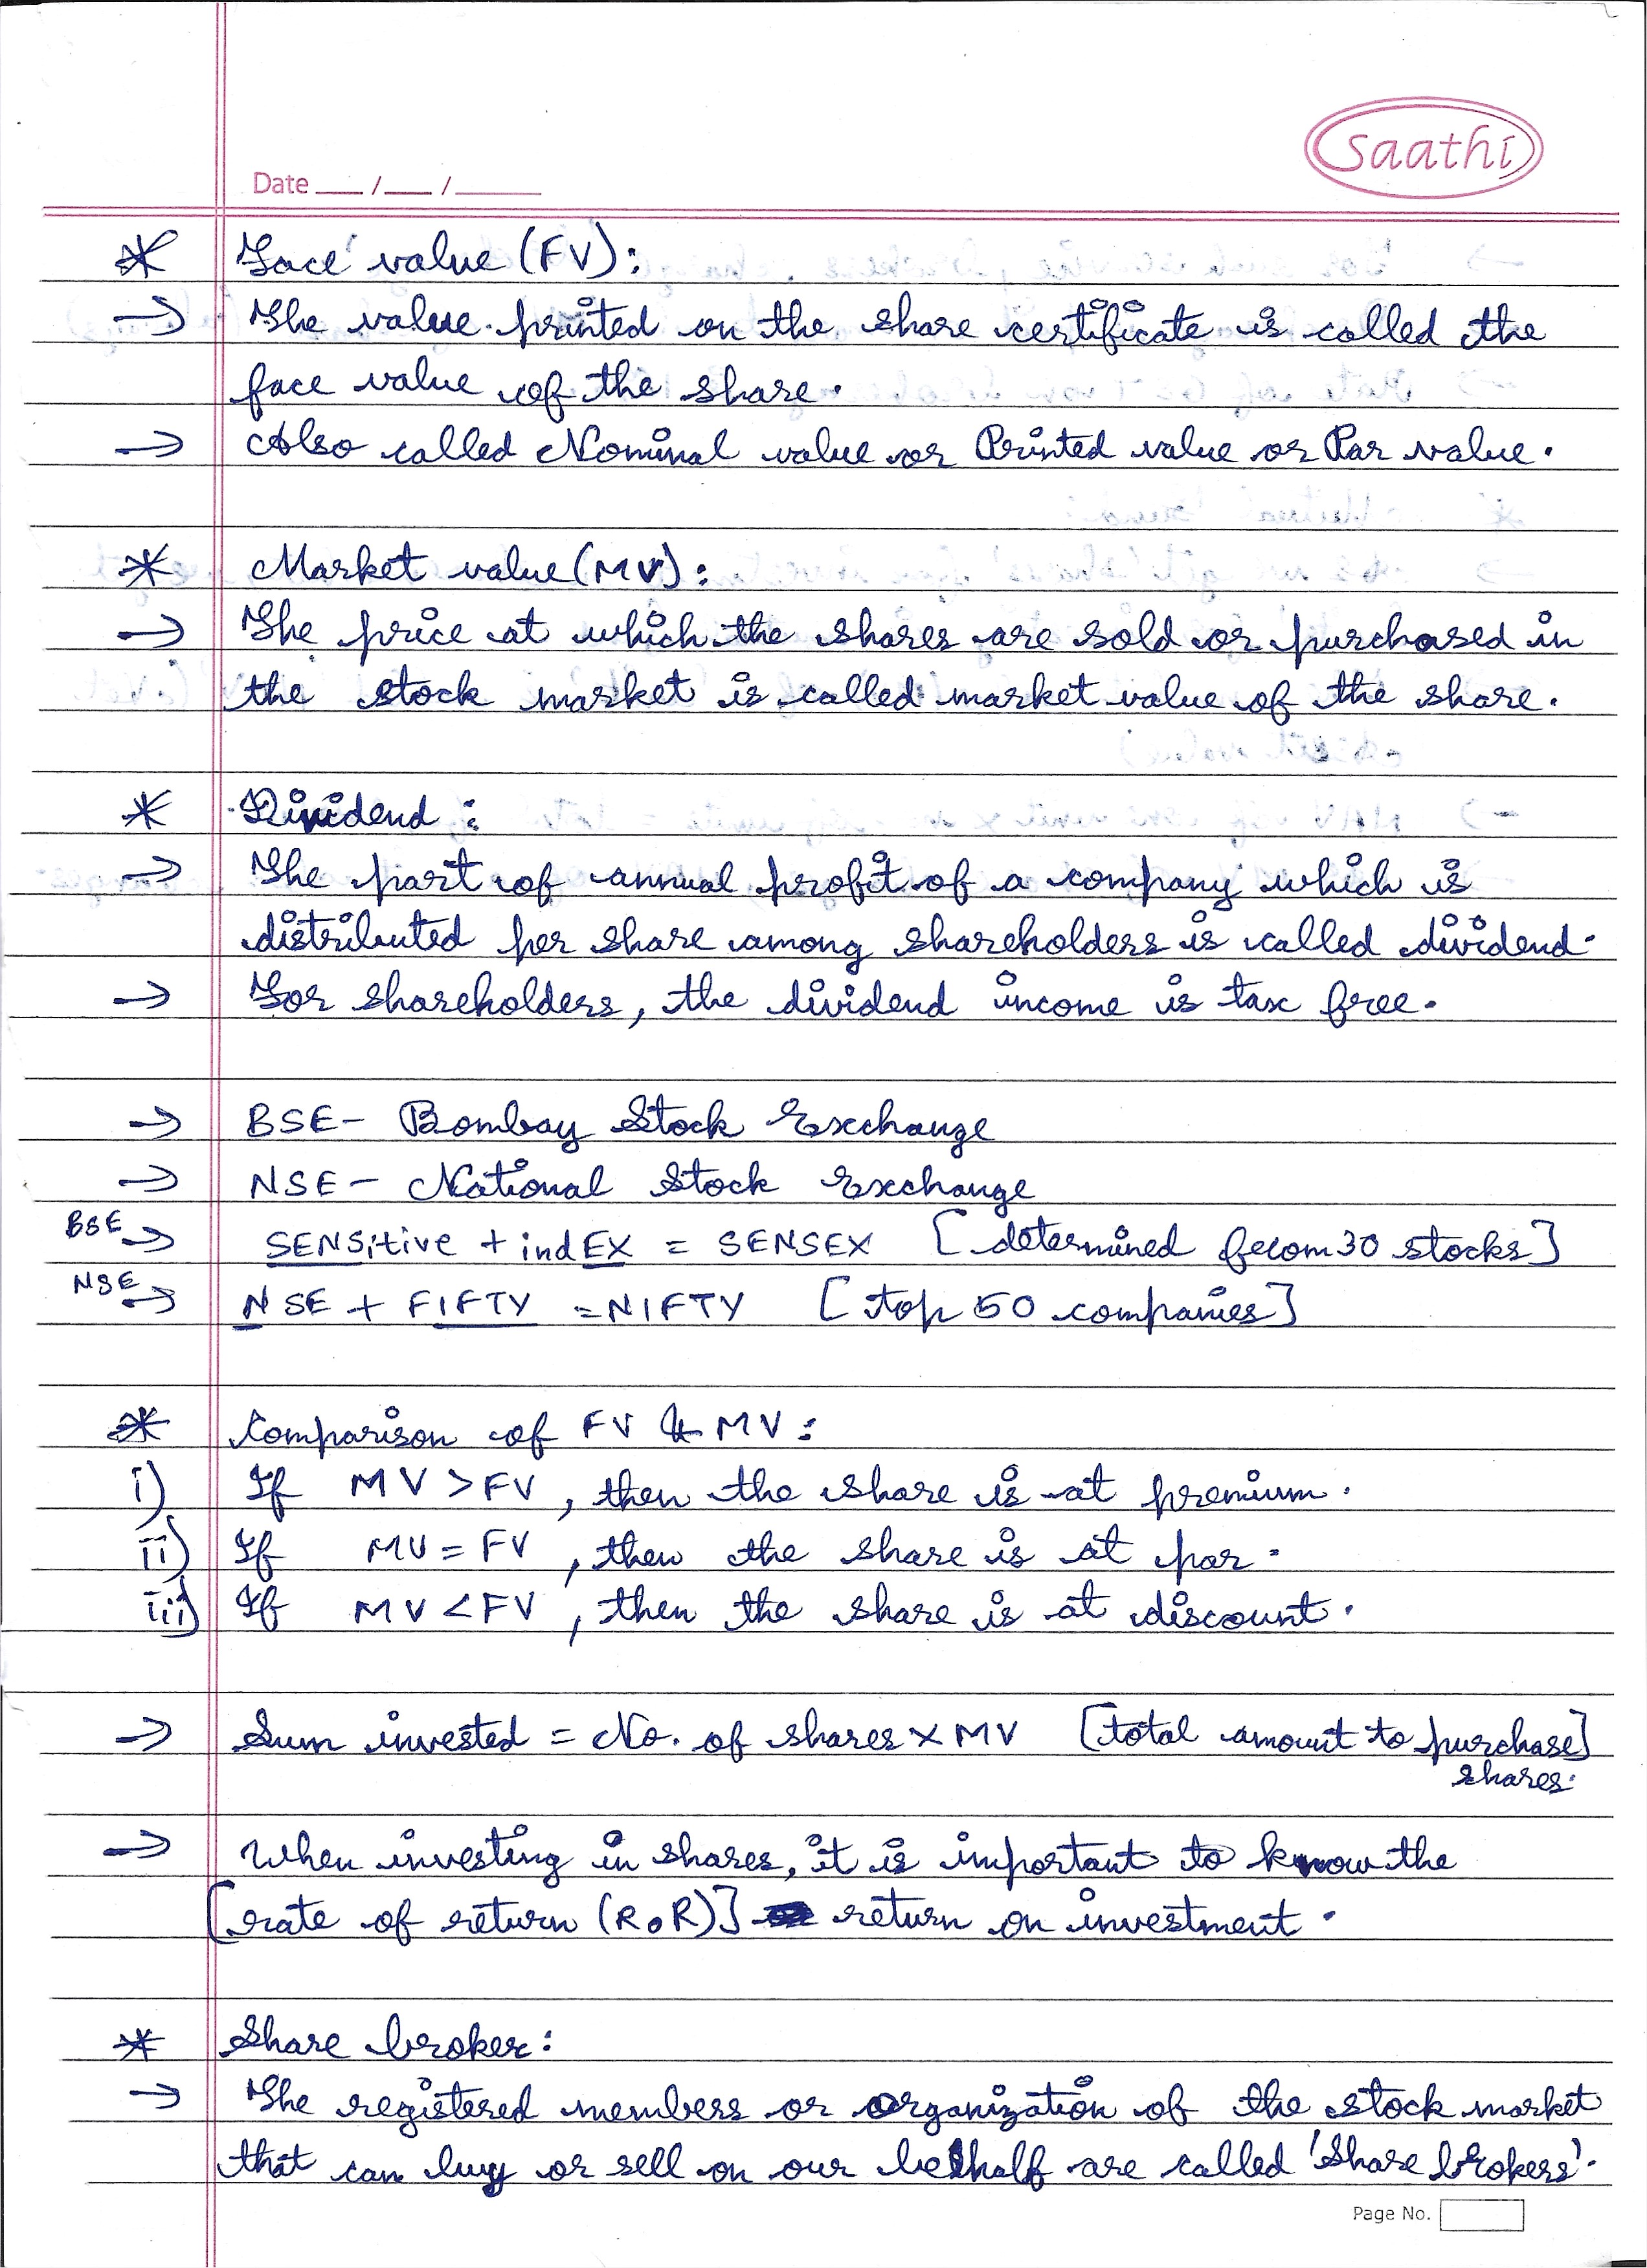 saathi
Date ___ /___ /______
* Face value (FV):
→ The value printed on the share certificate is called the
face value of the share.
→ Also called Nominal value or Printed value or Par value.
* Market value (MV):
→ The price at which the shares are sold or purchased in
the stock market is called market value of the share.
* Dividend :
→ The part of annual profit of a company which is
distributed per share among shareholders is called dividend.
→ For shareholders, the dividend income is tax free.
→ BSE - Bombay Stock Exchange
→ NSE - National Stock Exchange
BSE → SENSitive + indEX = SENSEX [determined from 30 stocks]
NSE → NSE + FIFTY = NIFTY [top 50 companies]
* Comparison of FV & MV :
i) If MV > FV, then the share is at premium.
ii) If MV = FV, then the share is at par.
iii) If MV < FV, then the share is at discount.
→ Sum invested = No. of shares × MV [total amount to purchase]
shares.
→ When investing in shares, it is important to know the
[rate of return (RoR)] return on investment.
* Share broker:
→ The registered members or organization of the stock market
that can buy or sell on our behalf are called 'Share brokers'.
Page No.